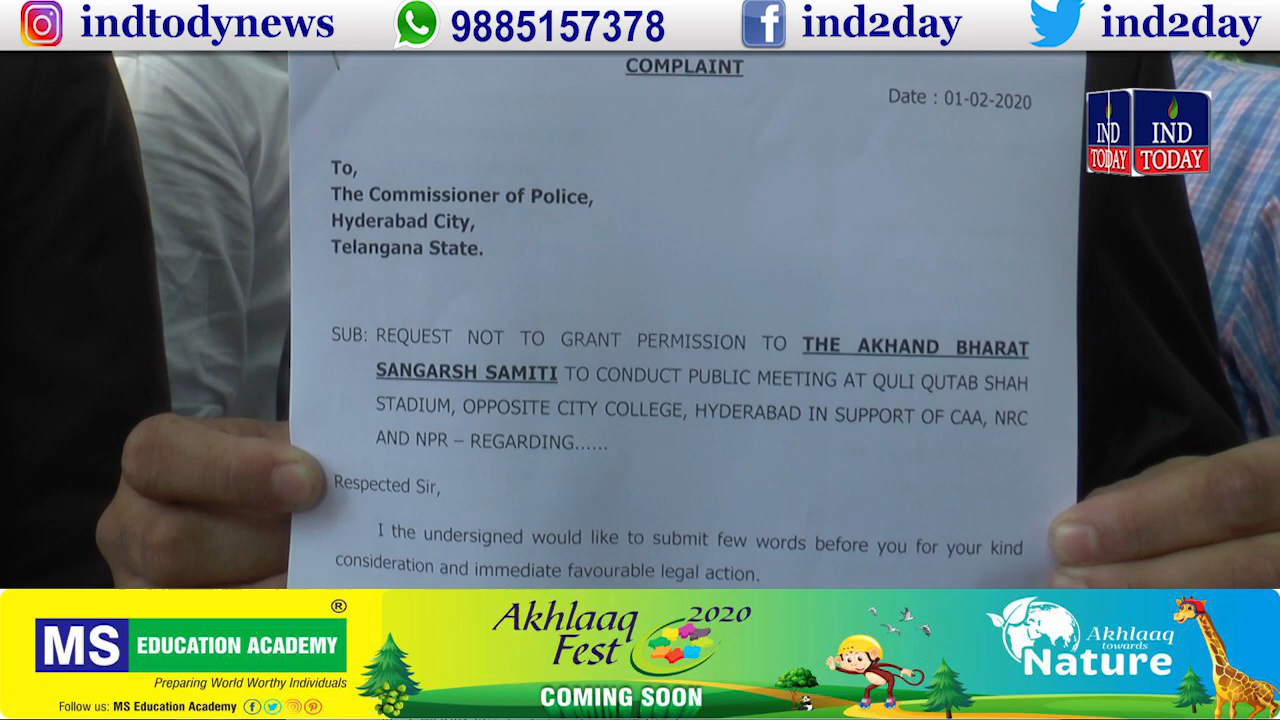 indtodynews 9885157378 ind2day ind2day
COMPLAINT
Date : 01-02-2020
IND TODAY
IND TODAY
To,
The Commissioner of Police,
Hyderabad City,
Telangana State.
SUB: REQUEST NOT TO GRANT PERMISSION TO THE AKHAND BHARAT
SANGARSH SAMITI TO CONDUCT PUBLIC MEETING AT QULI QUTAB SHAH
STADIUM, OPPOSITE CITY COLLEGE, HYDERABAD IN SUPPORT OF CAA, NRC
AND NPR – REGARDING......
Respected Sir,
I the undersigned would like to submit few words before you for your kind
consideration and immediate favourable legal action.
®
MS EDUCATION ACADEMY
Preparing World Worthy Individuals
Follow us: MS Education Academy
Akhlaaq 2020
Fest
COMING SOON
Akhlaaq
towards
Nature